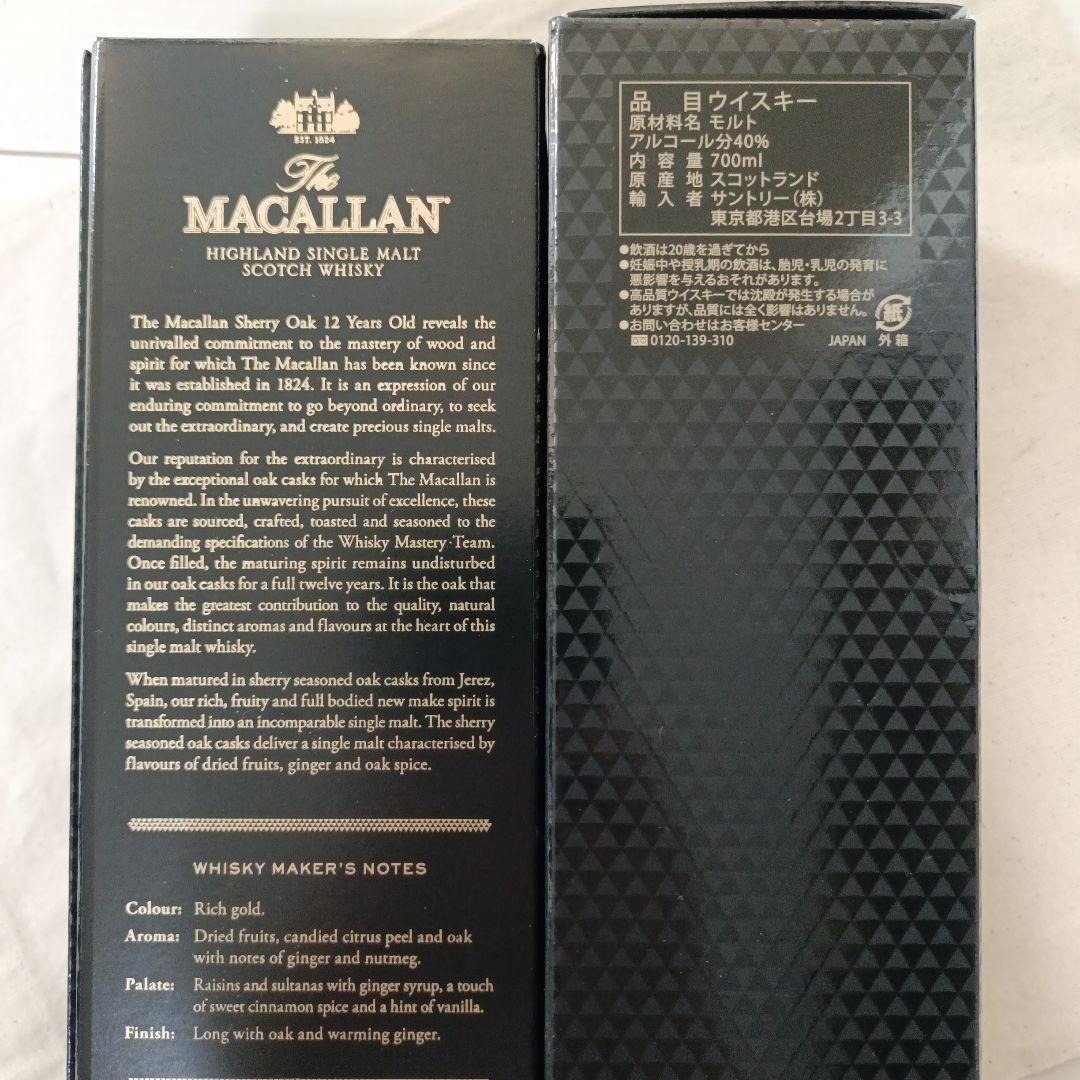 EST. 1824
The
MACALLAN®
HIGHLAND SINGLE MALT
SCOTCH WHISKY
The Macallan Sherry Oak 12 Years Old reveals the
unrivalled commitment to the mastery of wood and
spirit for which The Macallan has been known since
it was established in 1824. It is an expression of our
enduring commitment to go beyond ordinary, to seek
out the extraordinary, and create precious single malts.
Our reputation for the extraordinary is characterised
by the exceptional oak casks for which The Macallan is
renowned. In the unwavering pursuit of excellence, these
casks are sourced, crafted, toasted and seasoned to the
demanding specifications of the Whisky Mastery Team.
Once filled, the maturing spirit remains undisturbed
in our oak casks for a full twelve years. It is the oak that
makes the greatest contribution to the quality, natural
colours, distinct aromas and flavours at the heart of this
single malt whisky.
When matured in sherry seasoned oak casks from Jerez,
Spain, our rich, fruity and full bodied new make spirit is
transformed into an incomparable single malt. The sherry
seasoned oak casks deliver a single malt characterised by
flavours of dried fruits, ginger and oak spice.
WHISKY MAKER'S NOTES
Colour: Rich gold.
Aroma: Dried fruits, candied citrus peel and oak
with notes of ginger and nutmeg.
Palate: Raisins and sultanas with ginger syrup, a touch
of sweet cinnamon spice and a hint of vanilla.
Finish: Long with oak and warming ginger.
品 目 ウイスキー
原材料名 モルト
アルコール分40%
内容量 700ml
原産地 スコットランド
輸入者 サントリー(株)
東京都港区台場2丁目3-3
●飲酒は20歳を過ぎてから
●妊娠中や授乳期の飲酒は、胎児・乳児の発育に
悪影響を与えるおそれがあります。
●高品質ウイスキーでは沈殿が発生する場合が
ありますが、品質には全く影響はありません。
●お問い合わせはお客様センター
0120-139-310
紙
JAPAN 外箱